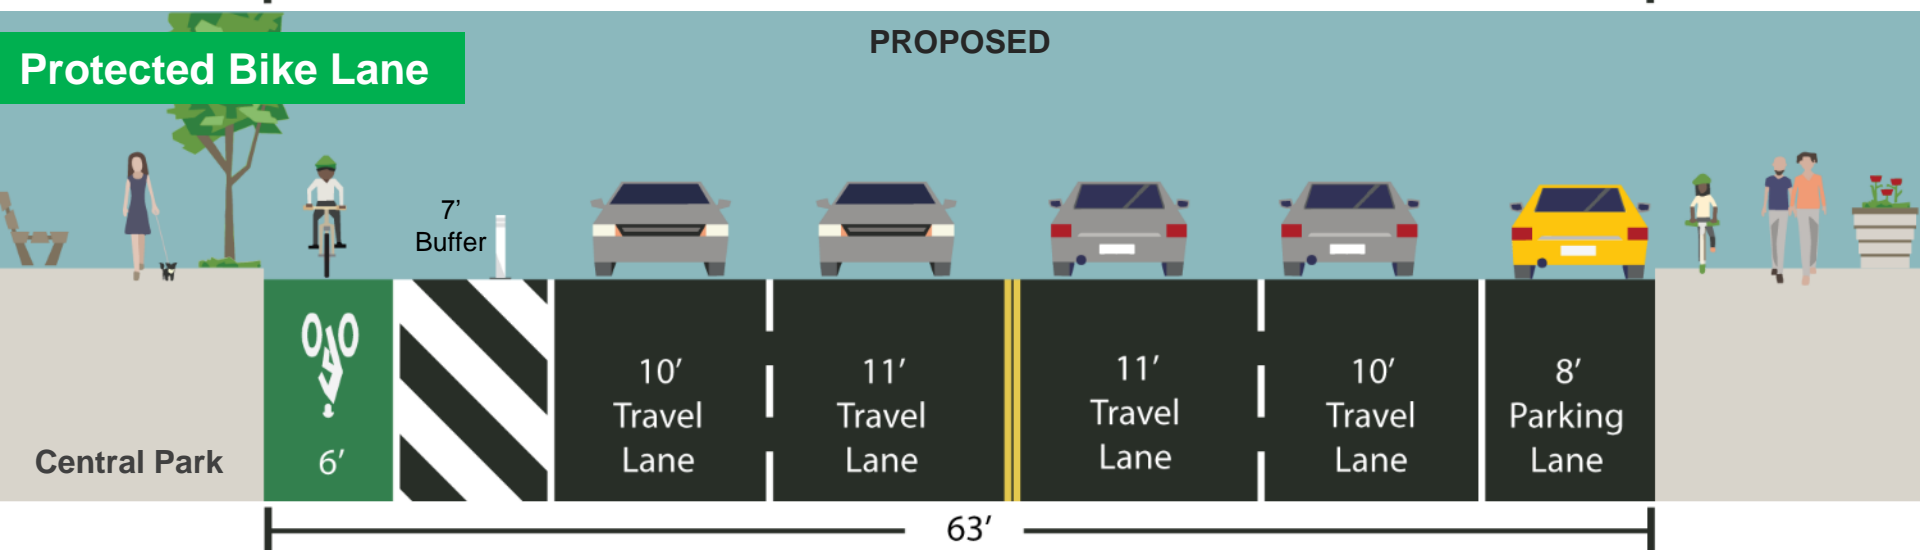 PROPOSED
Protected Bike Lane
7’
Buffer
10’
Travel
Lane
11’
Travel
Lane
11’
Travel
Lane
10’
Travel
Lane
8’
Parking
Lane
Central Park
6’
63’